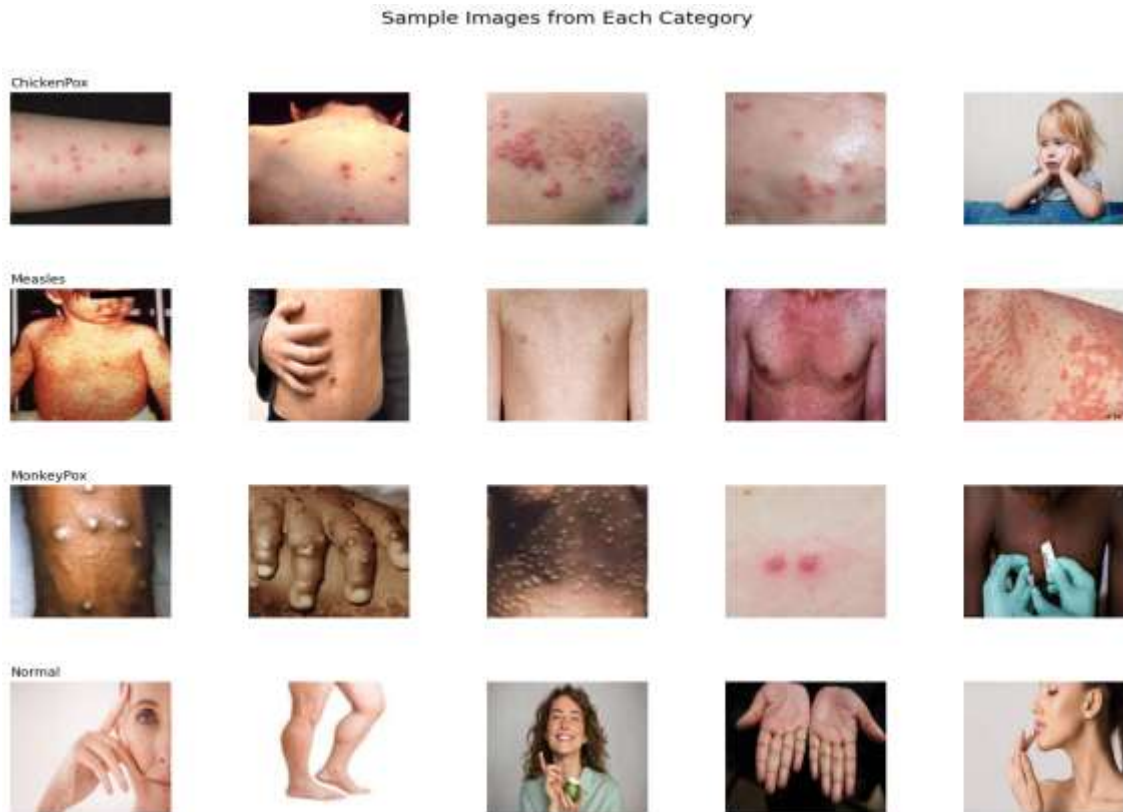 Sample Images from Each Category
ChickenPox
Measles
MonkeyPox
Normal